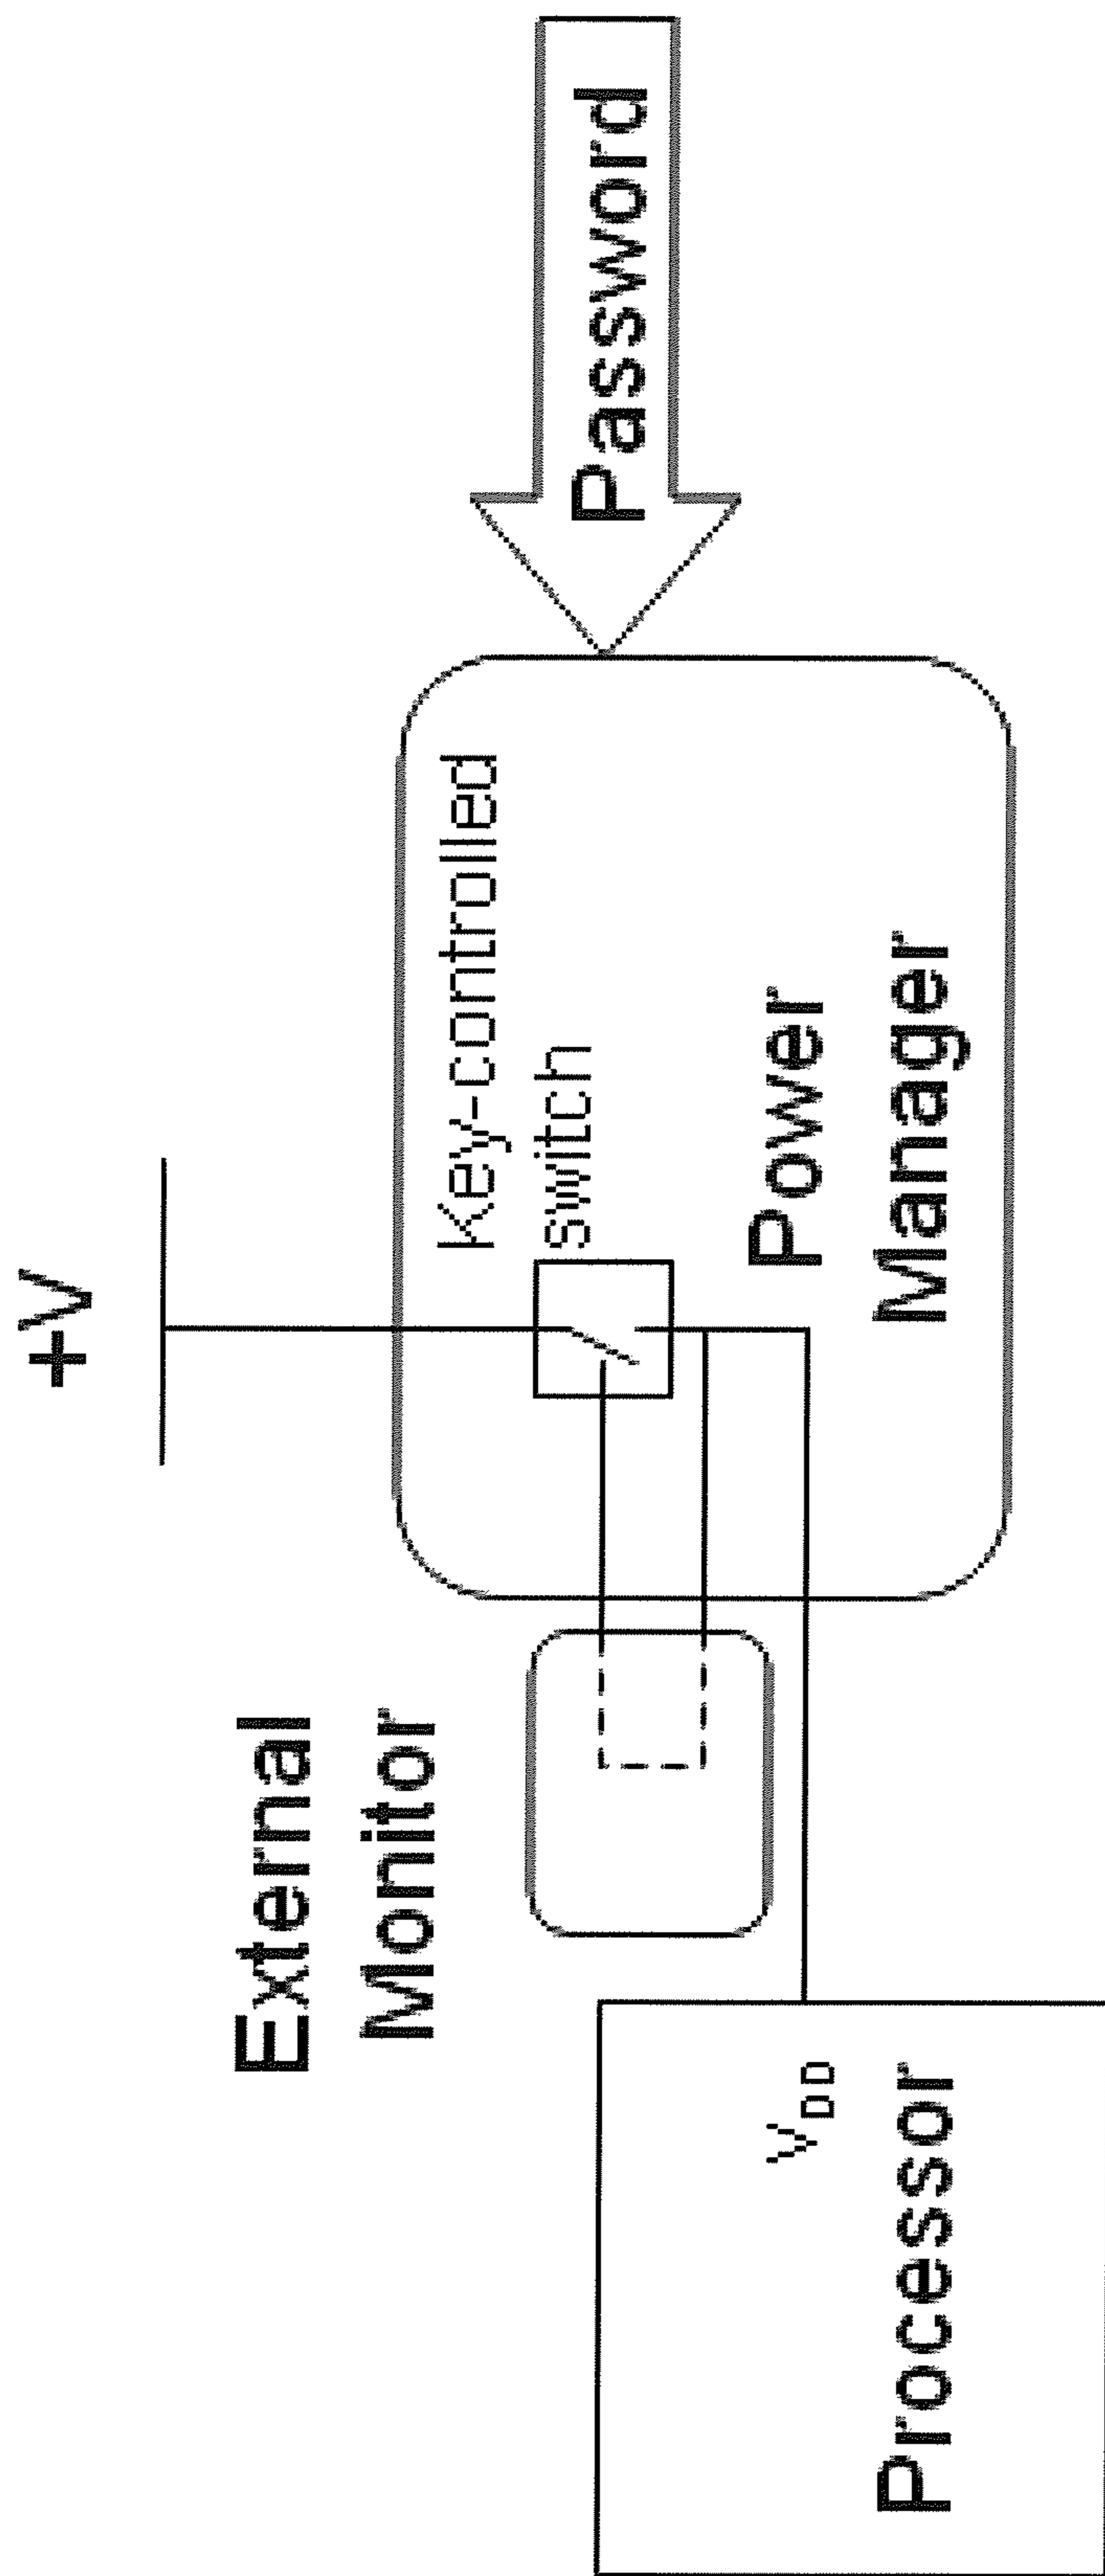 +V
External
Monitor
Key-controlled
switch
Password
Power
Manager
VDD
Processor